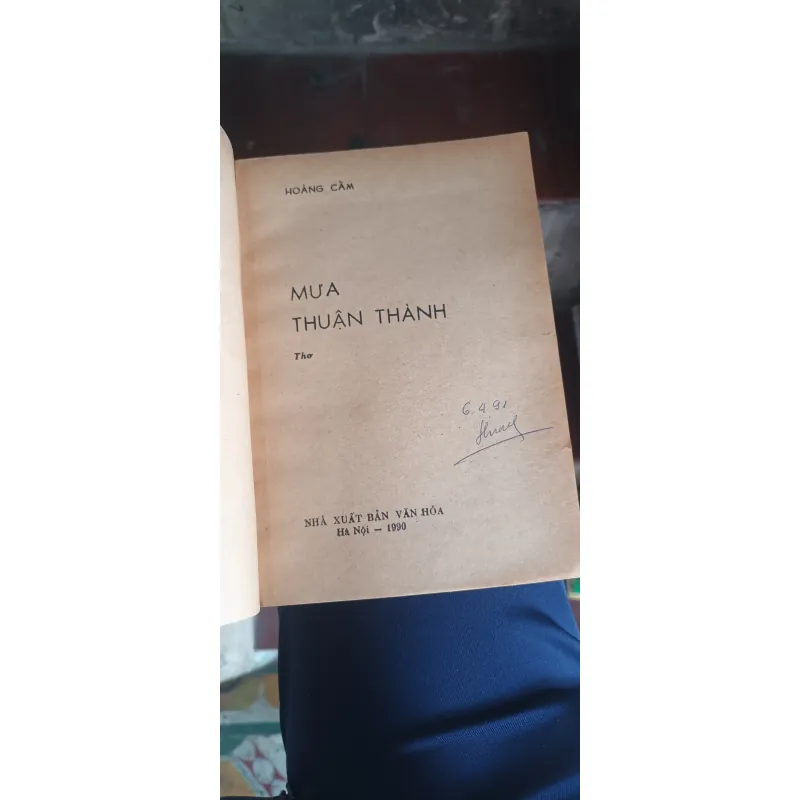 HOÀNG CẦM
MƯA
THUẬN THÀNH
Thơ
6.4 91
NHÀ XUẤT BẢN VĂN HÓA
Hà Nội — 1990